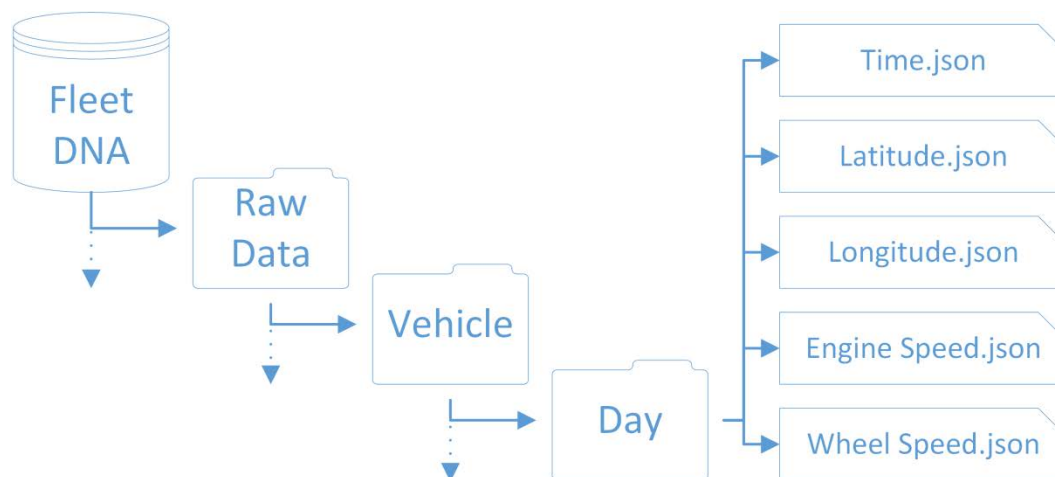 Fleet
DNA
Raw
Data
Vehicle
Day
Time.json
Latitude.json
Longitude.json
Engine Speed.json
Wheel Speed.json